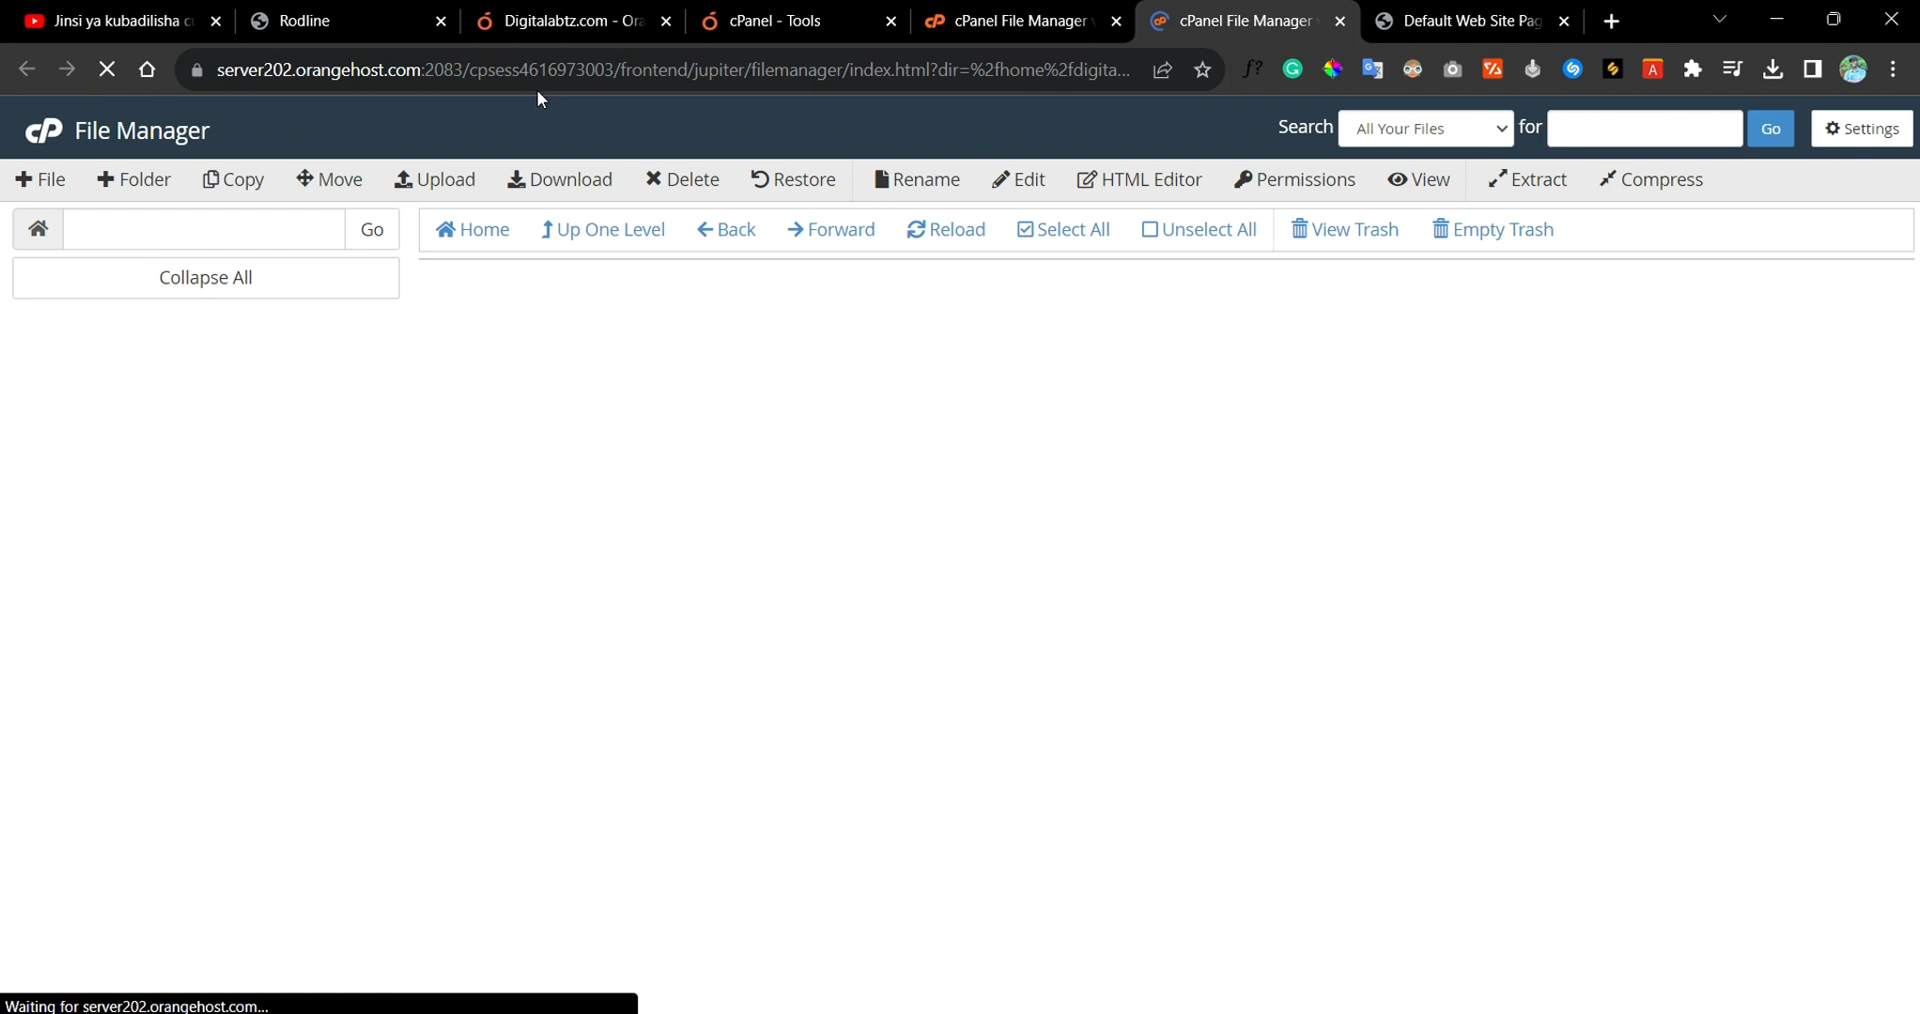 Jinsi ya kubadilisha c
Rodline
Digitalabtz.com - Ora
cPanel - Tools
cPanel File Manager v
cPanel File Manager
Default Web Site Pag
server202.orangehost.com:2083/cpsess4616973003/frontend/jupiter/filemanager/index.html?dir=%2fhome%2fdigita...
cP File Manager
Search All Your Files for Go Settings
File Folder Copy Move Upload Download Delete Restore Rename Edit HTML Editor Permissions View Extract Compress
Go Home Up One Level Back Forward Reload Select All Unselect All View Trash Empty Trash
Collapse All
Waiting for server202.orangehost.com...